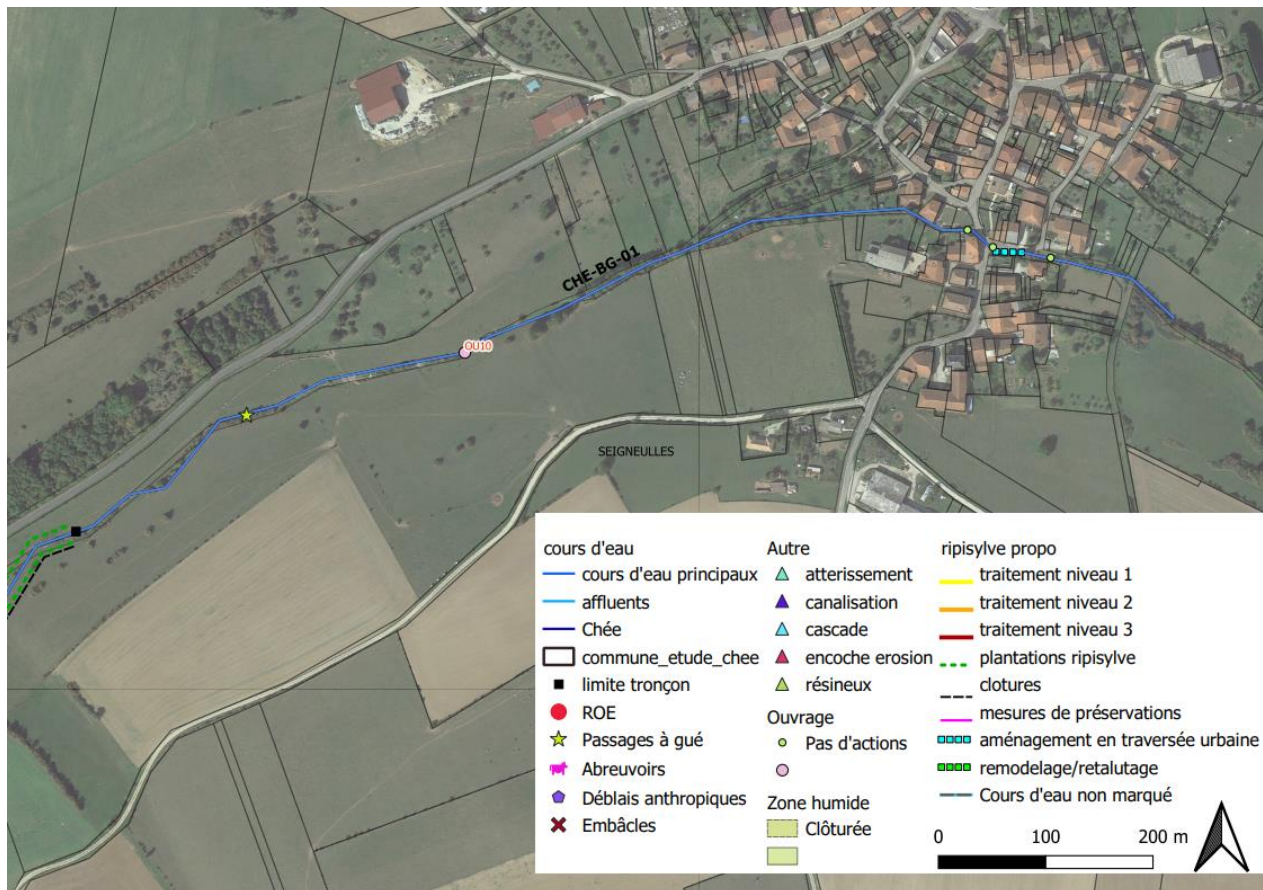 CHE-BG-01
OU10
SEIGNEULLES
cours d'eau
cours d'eau principaux
affluents
Chée
commune_etude_chee
limite tronçon
ROE
Passages à gué
Abreuvoirs
Déblais anthropiques
Embâcles
Autre
atterissement
canalisation
cascade
encoche erosion
résineux
Ouvrage
Pas d'actions
Zone humide
Clôturée
ripisylve propo
traitement niveau 1
traitement niveau 2
traitement niveau 3
plantations ripisylve
clotures
mesures de préservations
aménagement en traversée urbaine
remodelage/retalutage
Cours d'eau non marqué
0 100 200 m